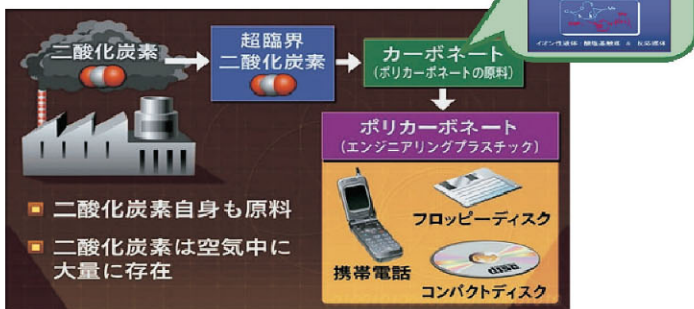 二酸化炭素
超臨界
二酸化炭素
カーボネート
（ポリカーボネートの原料）
ポリカーボネート
（エンジニアリングプラスチック）
携帯電話
フロッピーディスク
コンパクトディスク
二酸化炭素自身も原料
二酸化炭素は空気中に
大量に存在